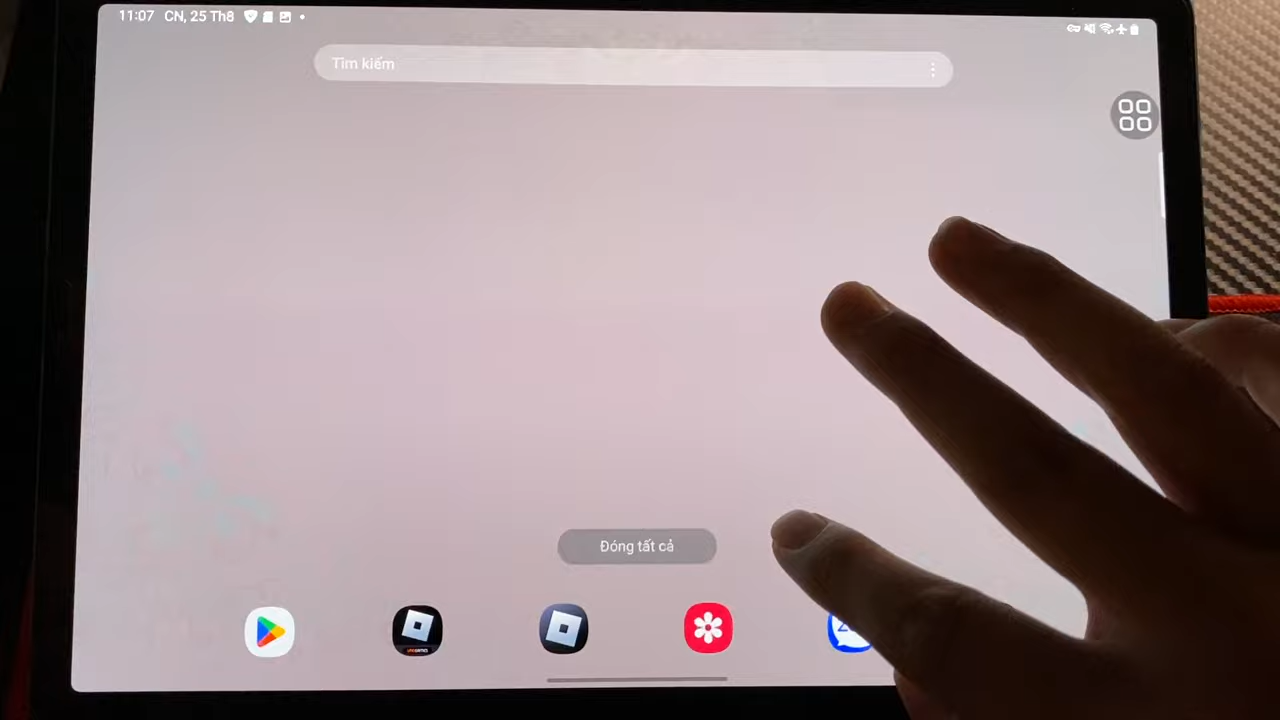 11:07 CN, 25 Th8
Tìm kiếm
Đóng tất cả